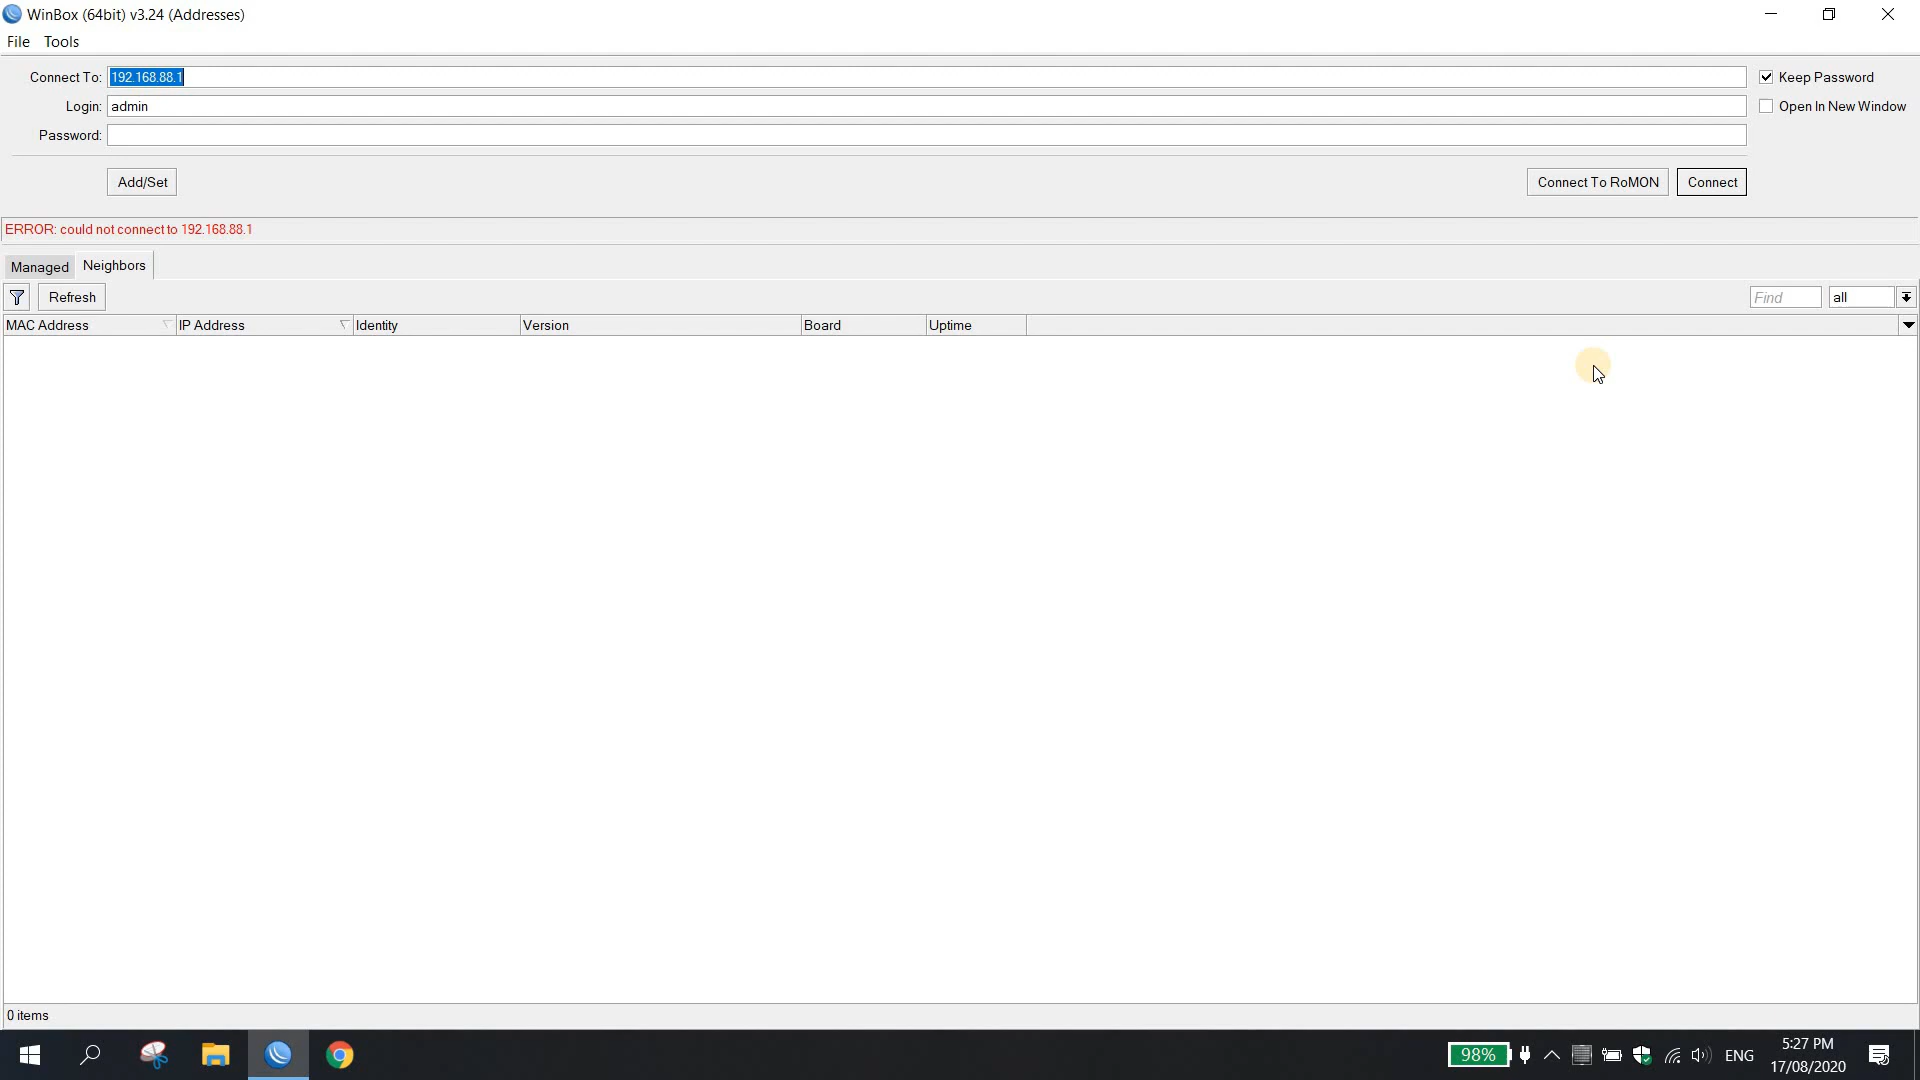 WinBox (64bit) v3.24 (Addresses)
File Tools
Connect To: 192.168.88.1
Keep Password
Login: admin
Open In New Window
Password:
Add/Set
Connect To RoMON
Connect
ERROR: could not connect to 192.168.88.1
Managed Neighbors
Refresh
Find
all
MAC Address IP Address Identity Version Board Uptime
0 items
98%
ENG
5:27 PM
17/08/2020